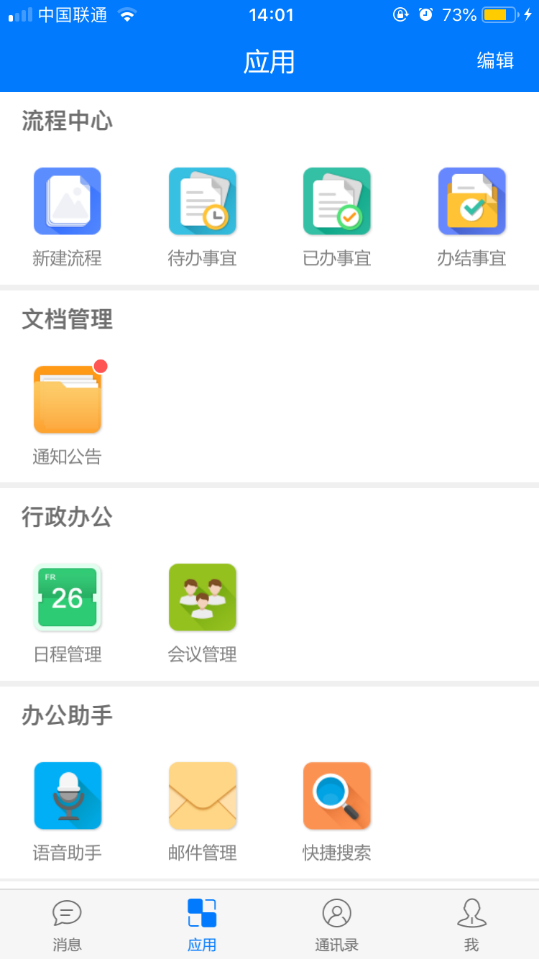 中国联通 14:01 73%
应用 编辑
流程中心
新建流程 待办事宜 已办事宜 办结事宜
文档管理
通知公告
行政办公
FR
26
日程管理 会议管理
办公助手
语音助手 邮件管理 快捷搜索
消息 应用 通讯录 我